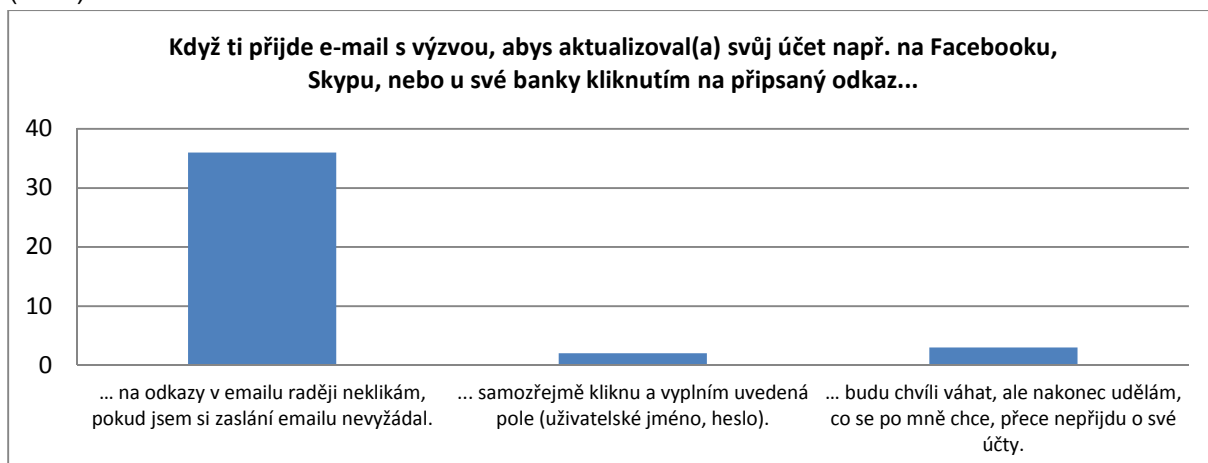 Když ti přijde e-mail s výzvou, abys aktualizoval(a) svůj účet např. na Facebooku,
Skypu, nebo u své banky kliknutím na připsaný odkaz...
40
30
20
10
0
... na odkazy v emailu raději neklikám,
pokud jsem si zaslání emailu nevyžádal.
... samozřejmě kliknu a vyplním uvedená
pole (uživatelské jméno, heslo).
... budu chvíli váhat, ale nakonec udělám,
co se po mně chce, přece nepřijdu o své
účty.